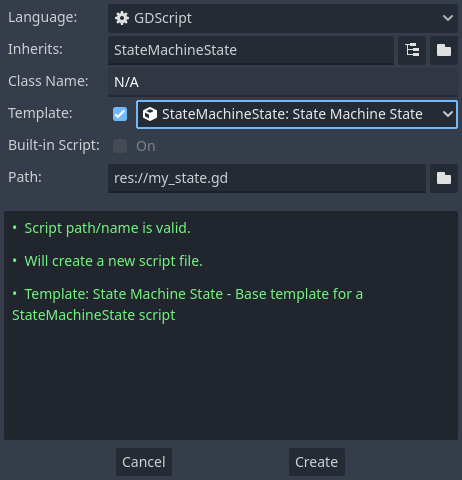 Language: GDScript
Inherits: StateMachineState
Class Name: N/A
Template: StateMachineState: State Machine State
Built-in Script: On
Path: res://my_state.gd
• Script path/name is valid.
• Will create a new script file.
• Template: State Machine State - Base template for a
StateMachineState script
Cancel Create